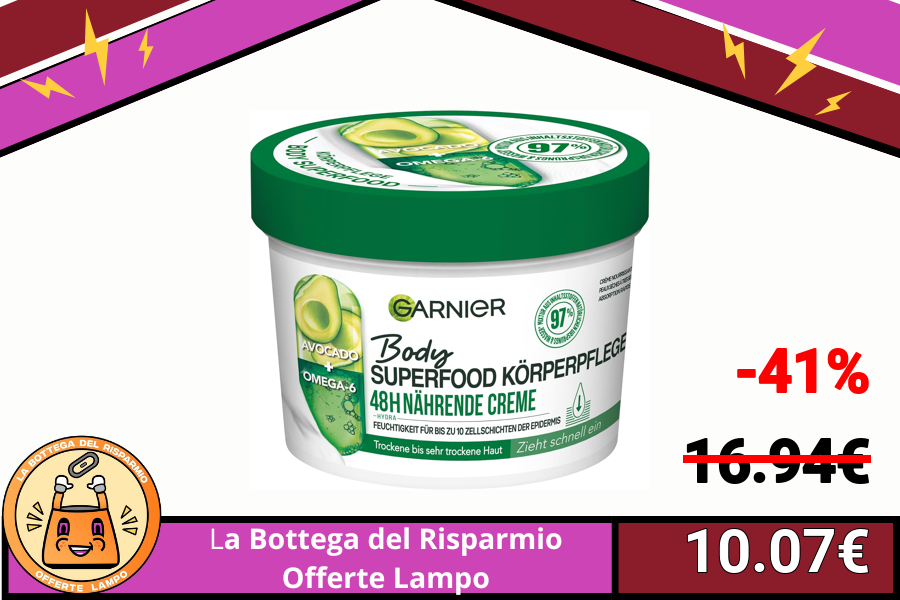 KÖRPERPFLEGE
BODY SUPERFOOD
AVOCADO
+
OMEGA-6
97%
GARNIER
AVOCADO
+
OMEGA-6
97%
Body
SUPERFOOD KÖRPERPFLEGE
48H NÄHRENDE CREME
HYDRA
FEUCHTIGKEIT FÜR BIS ZU 10 ZELLSCHICHTEN DER EPIDERMIS
Trockene bis sehr trockene Haut
Zieht schnell ein
-41%
16.94€
LA BOTTEGA DEL RISPARMIO
OFFERTE LAMPO
La Bottega del Risparmio
Offerte Lampo
10.07€